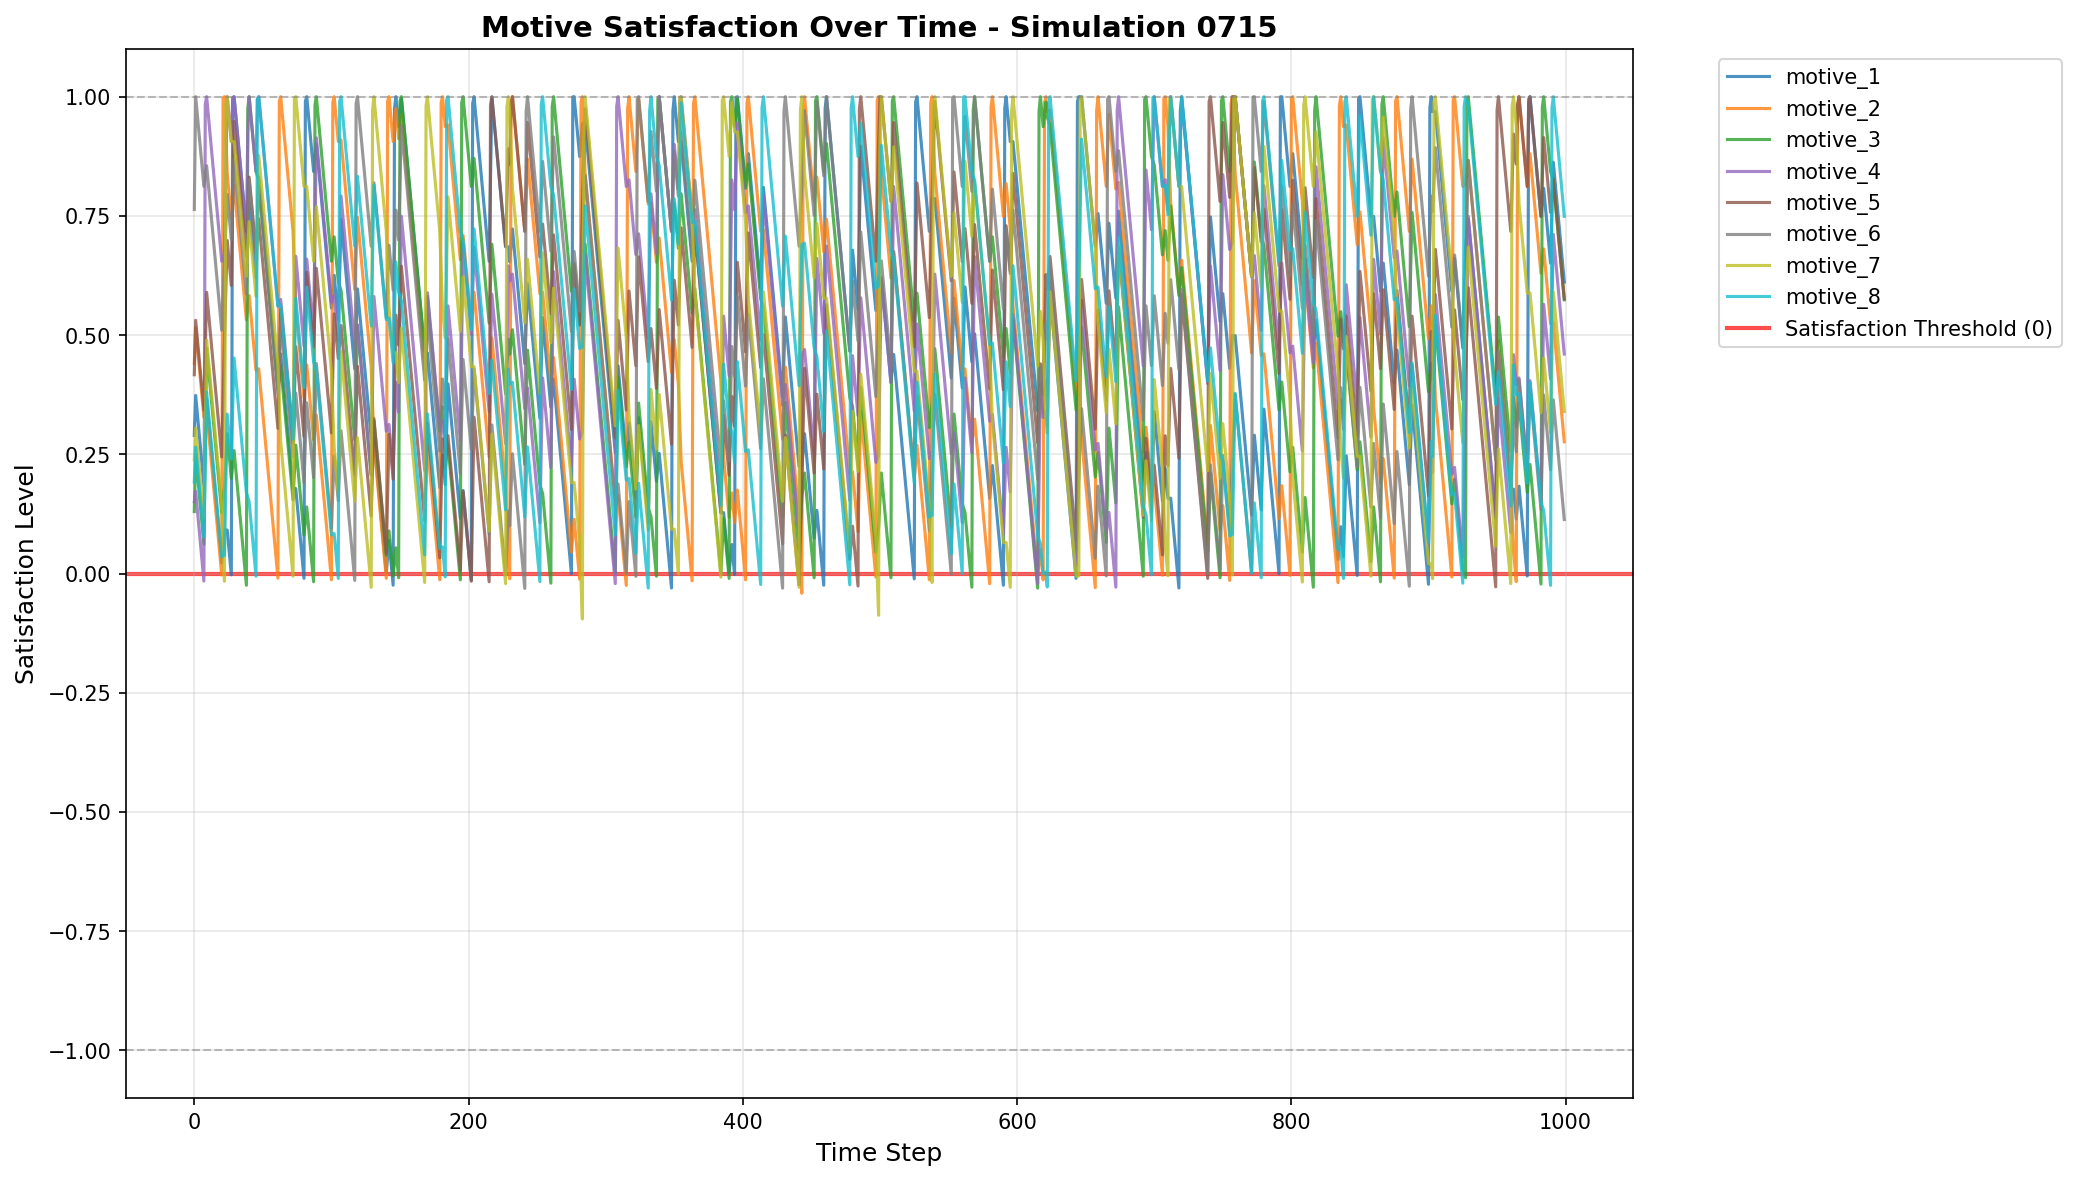 Motive Satisfaction Over Time - Simulation 0715
Satisfaction Level
1.00
0.75
0.50
0.25
0.00
−0.25
−0.50
−0.75
−1.00
0
200
400
600
800
1000
Time Step
motive_1
motive_2
motive_3
motive_4
motive_5
motive_6
motive_7
motive_8
Satisfaction Threshold (0)